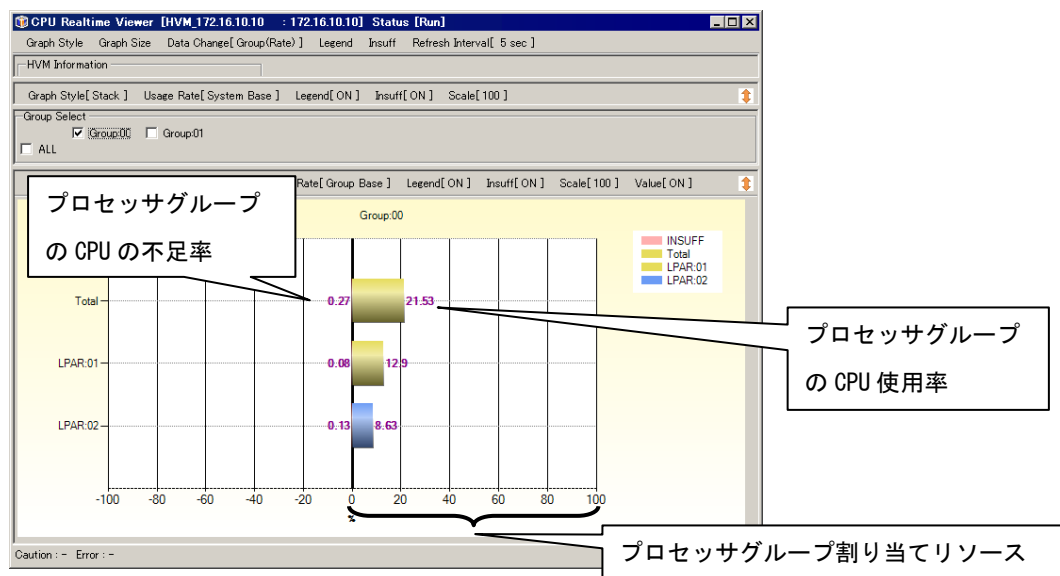 CPU Realtime Viewer [HVM_172.16.10.10 : 172.16.10.10] Status [Run]
Graph Style Graph Size Data Change[ Group(Rate) ] Legend Insuff Refresh Interval[ 5 sec ]
HVM Information
Graph Style[ Stack ] Usage Rate[ System Base ] Legend[ ON ] Insuff[ ON ] Scale[ 100 ]
Group Select
Group:00 Group:01
ALL
Rate[ Group Base ] Legend[ ON ] Insuff[ ON ] Scale[ 100 ] Value[ ON ]
プロセッサグループ
の CPU の不足率
Group:00
INSUFF
Total
LPAR:01
LPAR:02
Total 0.27 21.53
LPAR:01 0.08 12.9
LPAR:02 0.13 8.63
-100 -80 -60 -40 -20 0 20 40 60 80 100
%
プロセッサグループ
の CPU 使用率
プロセッサグループ割り当てリソース
Caution : - Error : -